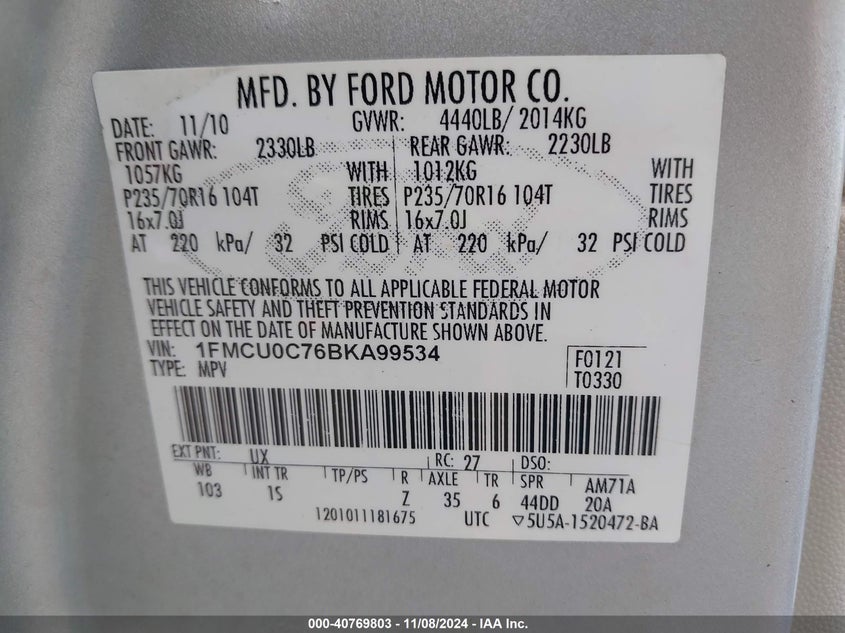 MFD. BY FORD MOTOR CO.
DATE: 11/10 GVWR: 4440LB/ 2014KG
FRONT GAWR: 2330LB REAR GAWR: 2230LB
1057KG WITH 1012KG WITH
P235/70R16 104T TIRES P235/70R16 104T TIRES
16x7.0J RIMS 16x7.0J RIMS
AT 220 kPa/ 32 PSI COLD AT 220 kPa/ 32 PSI COLD
THIS VEHICLE CONFORMS TO ALL APPLICABLE FEDERAL MOTOR
VEHICLE SAFETY AND THEFT PREVENTION STANDARDS IN
EFFECT ON THE DATE OF MANUFACTURE SHOWN ABOVE.
VIN: 1FMCU0C76BKA99534 F0121
TYPE: MPV T0330
EXT PNT: UX RC: 27 DSO:
WB INT TR TP/PS R AXLE TR SPR AM71A
103 1S Z 35 6 44DD 20A
1201011181675 UTC ▽5U5A-1520472-BA
000-40769803 - 11/08/2024 - IAA Inc.